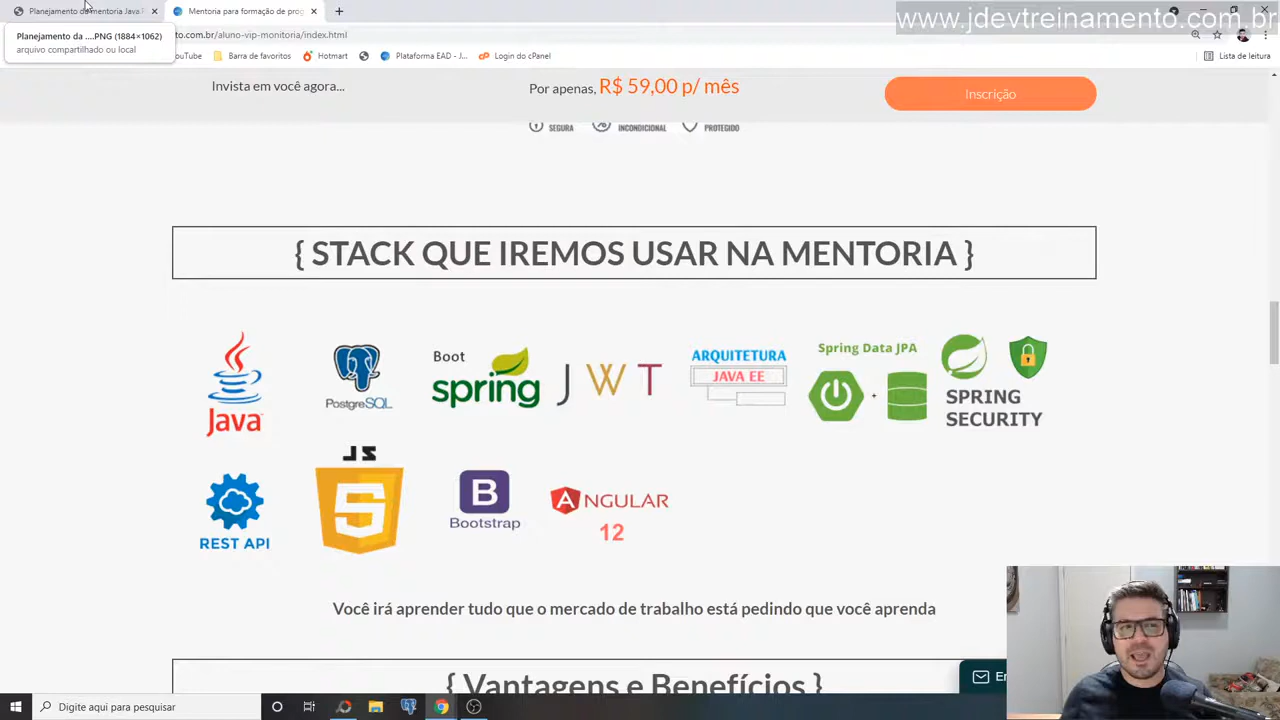 Planejamento da mentoria Java.T
Mentoria para formação de prog
www.jdevtreinamento.com.br
Planejamento da ....PNG (1884×1062)
arquivo compartilhado ou local
to.com.br/aluno-vip-monitoria/index.html
YouTube
Barra de favoritos
Hotmart
Plataforma EAD - J...
Login do cPanel
Lista de leitura
Invista em você agora...
Por apenas, R$ 59,00 p/ mês
Inscrição
SEGURA
INCONDICIONAL
PROTEGIDO
{ STACK QUE IREMOS USAR NA MENTORIA }
Java
PostgreSQL
Boot
spring
JWT
ARQUITETURA
JAVA EE
Spring Data JPA
+
SPRING
SECURITY
REST API
JS
5
B
Bootstrap
ANGULAR
12
Você irá aprender tudo que o mercado de trabalho está pedindo que você aprenda
{ Vantagens e Benefícios }
Digite aqui para pesquisar